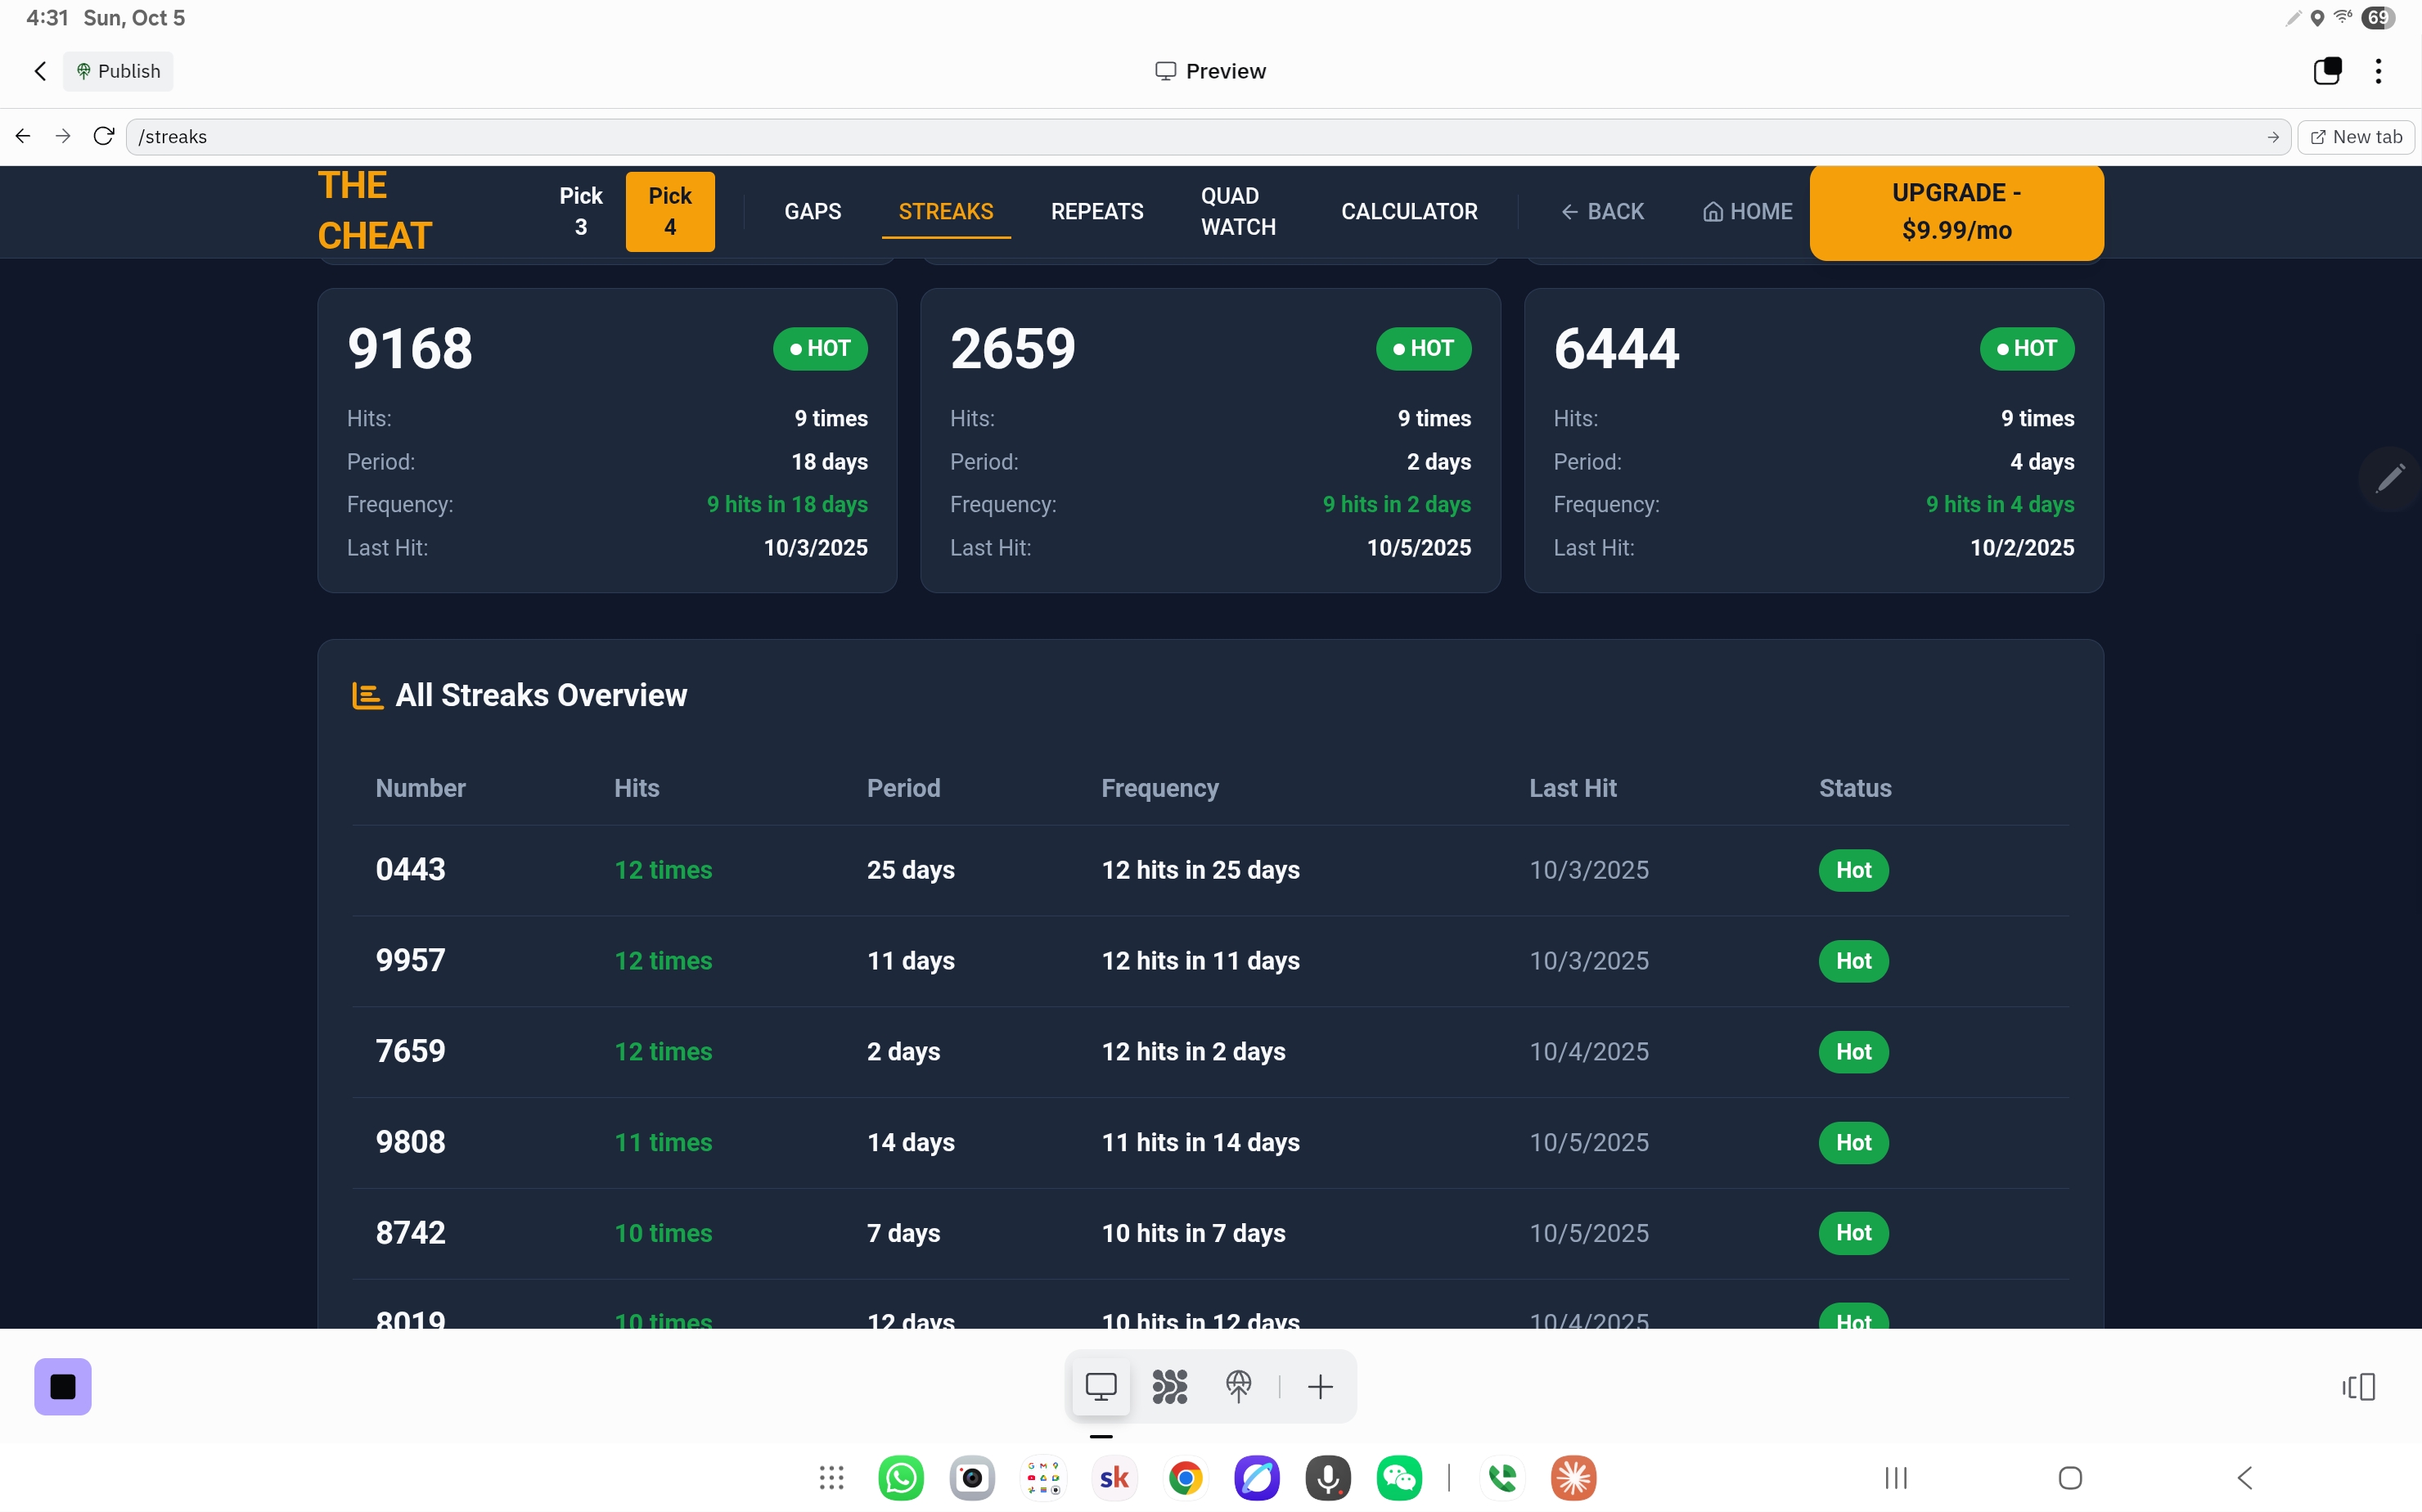 4:31 Sun, Oct 5
69
Publish
Preview
/streaks
New tab
THE
CHEAT
Pick
3
Pick
4
GAPS
STREAKS
REPEATS
QUAD
WATCH
CALCULATOR
BACK
HOME
UPGRADE -
$9.99/mo
9168 HOT
Hits: 9 times
Period: 18 days
Frequency: 9 hits in 18 days
Last Hit: 10/3/2025
2659 HOT
Hits: 9 times
Period: 2 days
Frequency: 9 hits in 2 days
Last Hit: 10/5/2025
6444 HOT
Hits: 9 times
Period: 4 days
Frequency: 9 hits in 4 days
Last Hit: 10/2/2025
All Streaks Overview
Number Hits Period Frequency Last Hit Status
0443 12 times 25 days 12 hits in 25 days 10/3/2025 Hot
9957 12 times 11 days 12 hits in 11 days 10/3/2025 Hot
7659 12 times 2 days 12 hits in 2 days 10/4/2025 Hot
9808 11 times 14 days 11 hits in 14 days 10/5/2025 Hot
8742 10 times 7 days 10 hits in 7 days 10/5/2025 Hot
8019 10 times 12 days 10 hits in 12 days 10/4/2025 Hot
sk